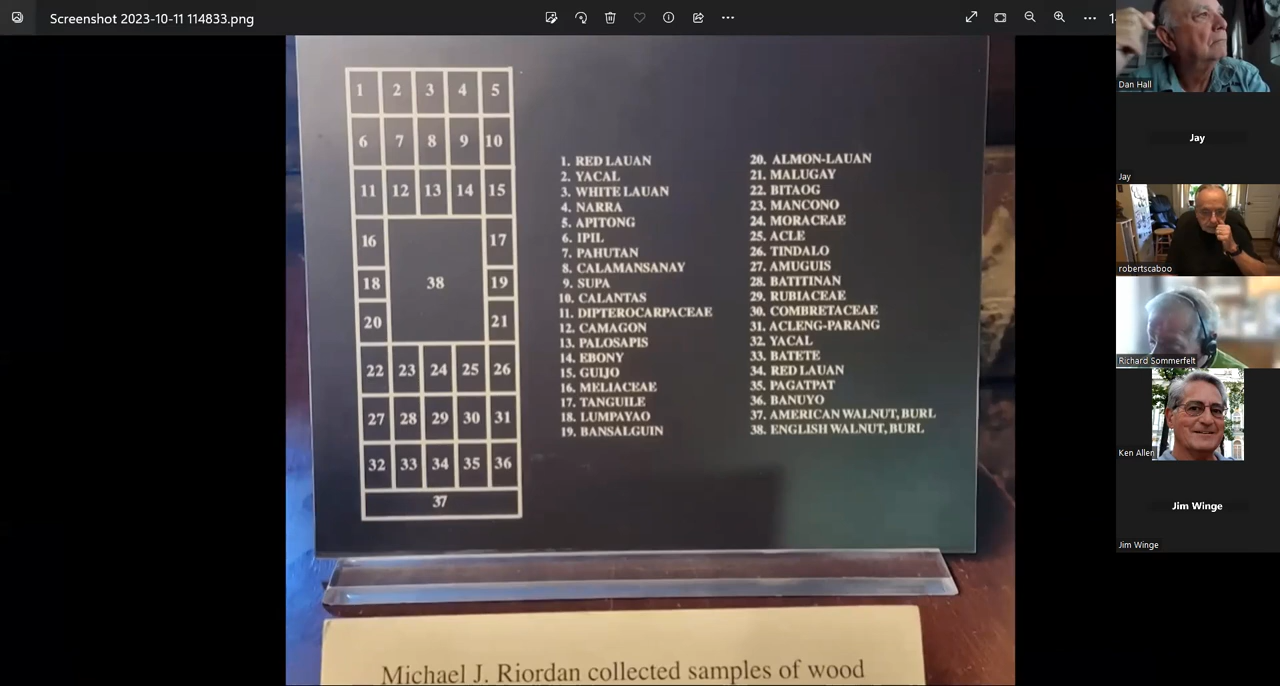 Screenshot 2023-10-11 114833.png
1 2 3 4 5
6 7 8 9 10
11 12 13 14 15
16 17
18 38 19
20 21
22 23 24 25 26
27 28 29 30 31
32 33 34 35 36
37
1. RED LAUAN
2. YACAL
3. WHITE LAUAN
4. NARRA
5. APITONG
6. IPIL
7. PAHUTAN
8. CALAMANSANAY
9. SUPA
10. CALANTAS
11. DIPTEROCARPACEAE
12. CAMAGON
13. PALOSAPIS
14. EBONY
15. GUIJO
16. MELIACEAE
17. TANGUILE
18. LUMPAYAO
19. BANSALGUIN
20. ALMON-LAUAN
21. MALUGAY
22. BITAOG
23. MANCONO
24. MORACEAE
25. ACLE
26. TINDALO
27. AMUGUIS
28. BATITINAN
29. RUBIACEAE
30. COMBRETACEAE
31. ACLENG-PARANG
32. YACAL
33. BATETE
34. RED LAUAN
35. PAGATPAT
36. BANUYO
37. AMERICAN WALNUT, BURL
38. ENGLISH WALNUT, BURL
Michael J. Riordan collected samples of wood
Dan Hall
Jay
Jay
robertscaboo
Richard Sommerfelt
Ken Allen
Jim Winge
Jim Winge